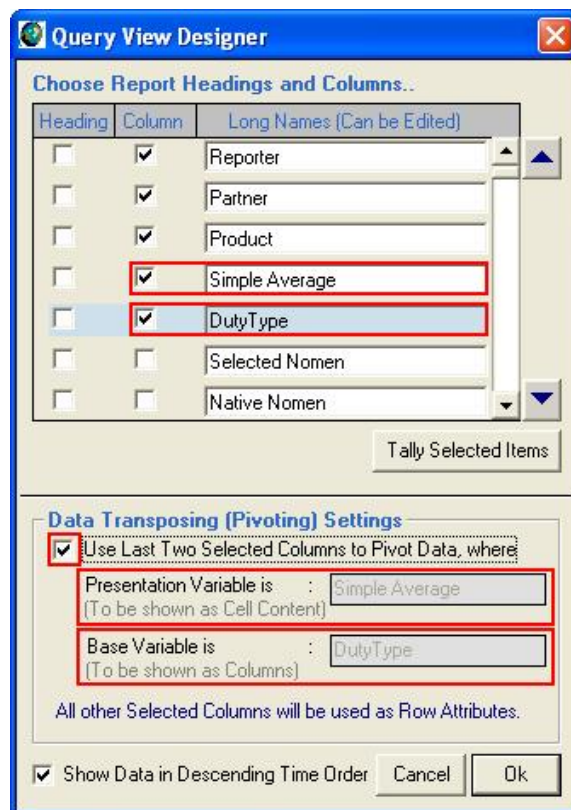 Query View Designer
Choose Report Headings and Columns..
Heading Column Long Names (Can be Edited)
Reporter
Partner
Product
Simple Average
DutyType
Selected Nomen
Native Nomen
Tally Selected Items
Data Transposing (Pivoting) Settings
Use Last Two Selected Columns to Pivot Data, where
Presentation Variable is : Simple Average
(To be shown as Cell Content)
Base Variable is : DutyType
(To be shown as Columns)
All other Selected Columns will be used as Row Attributes.
Show Data in Descending Time Order Cancel Ok